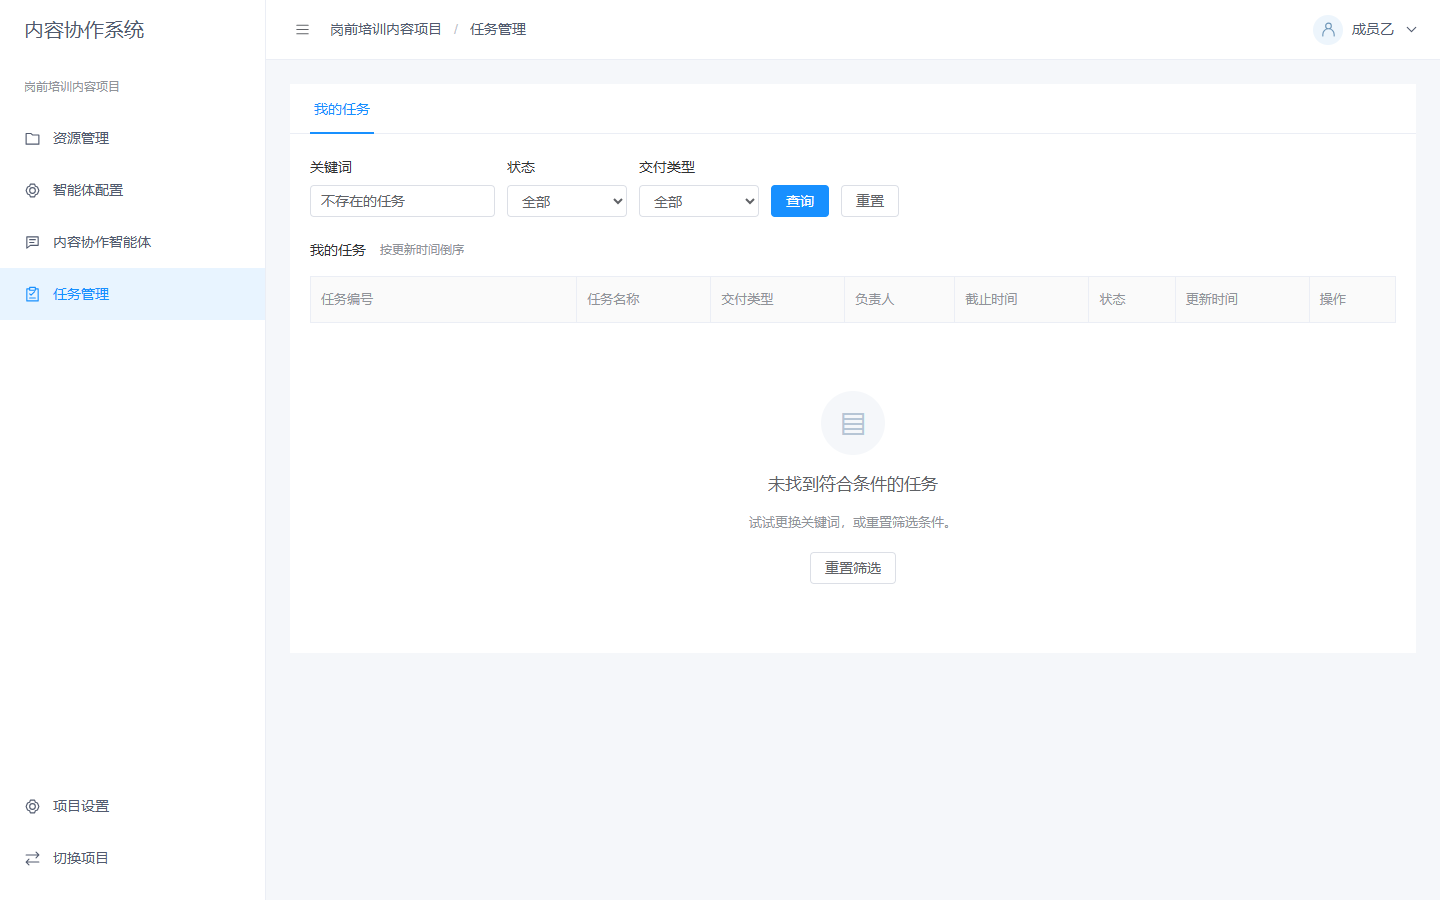 内容协作系统
岗前培训内容项目
资源管理
智能体配置
内容协作智能体
任务管理
项目设置
切换项目
岗前培训内容项目 / 任务管理
成员乙
我的任务
关键词 状态 交付类型
不存在的任务 全部 全部 查询 重置
我的任务 按更新时间倒序
任务编号 任务名称 交付类型 负责人 截止时间 状态 更新时间 操作
未找到符合条件的任务
试试更换关键词，或重置筛选条件。
重置筛选